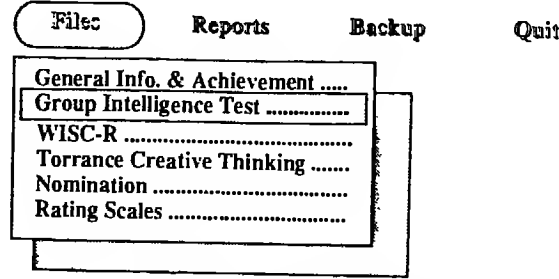 Files Reports Backup Quit
General Info. & Achievement .....
Group Intelligence Test ................
WISC-R ..........................................
Torrance Creative Thinking .......
Nomination ....................................
Rating Scales .................................